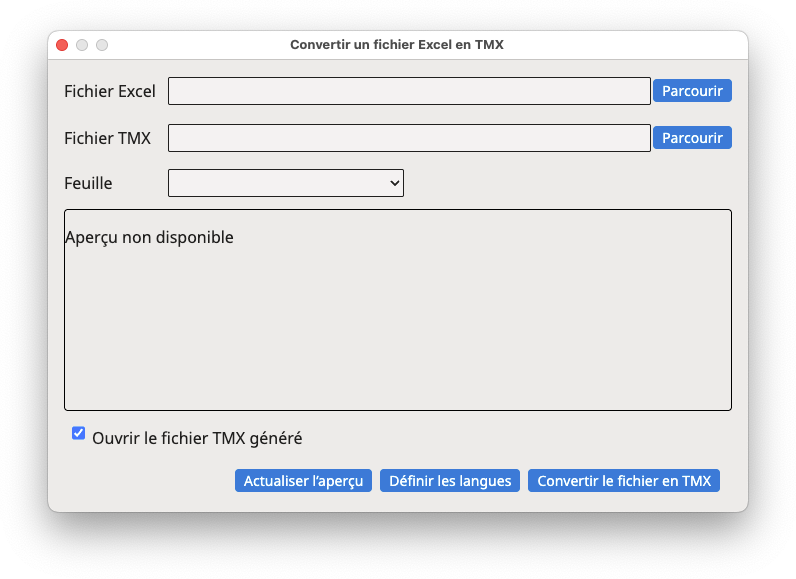 Convertir un fichier Excel en TMX
Fichier Excel Parcourir
Fichier TMX Parcourir
Feuille
Aperçu non disponible
Ouvrir le fichier TMX généré
Actualiser l’aperçu Définir les langues Convertir le fichier en TMX